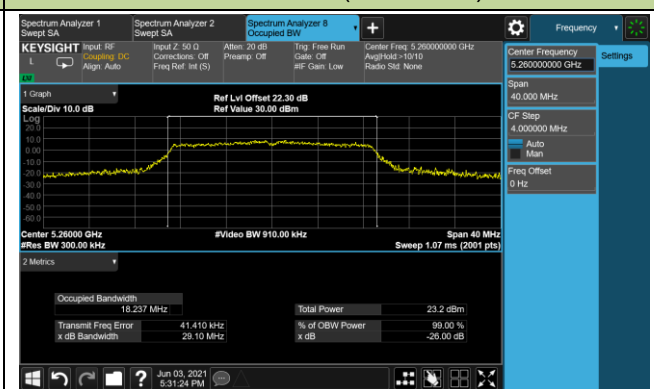 Spectrum Analyzer 1
Swept SA
Spectrum Analyzer 2
Swept SA
Spectrum Analyzer 8
Occupied BW
+
Frequency
KEYSIGHT
L
LXI
Input: RF
Coupling: DC
Align: Auto
Input Z: 50 Ω
Corrections: Off
Freq Ref: Int (S)
Atten: 20 dB
Preamp: Off
Trig: Free Run
Gate: Off
#IF Gain: Low
Center Freq: 5.260000000 GHz
Avg|Hold:>10/10
Radio Std: None
Center Frequency
5.260000000 GHz
Settings
Span
40.000 MHz
CF Step
4.000000 MHz
Auto
Man
Freq Offset
0 Hz
1 Graph
Scale/Div 10.0 dB
Ref Lvl Offset 22.30 dB
Ref Value 30.00 dBm
Log
20.0
10.0
0.00
-10.0
-20.0
-30.0
-40.0
-50.0
-60.0
Center 5.26000 GHz
#Video BW 910.00 kHz
Span 40 MHz
#Res BW 300.00 kHz
Sweep 1.07 ms (2001 pts)
2 Metrics
Occupied Bandwidth
18.237 MHz
Total Power 23.2 dBm
Transmit Freq Error 41.410 kHz
% of OBW Power 99.00 %
x dB Bandwidth 29.10 MHz
x dB -26.00 dB
?
Jun 03, 2021
5:31:24 PM